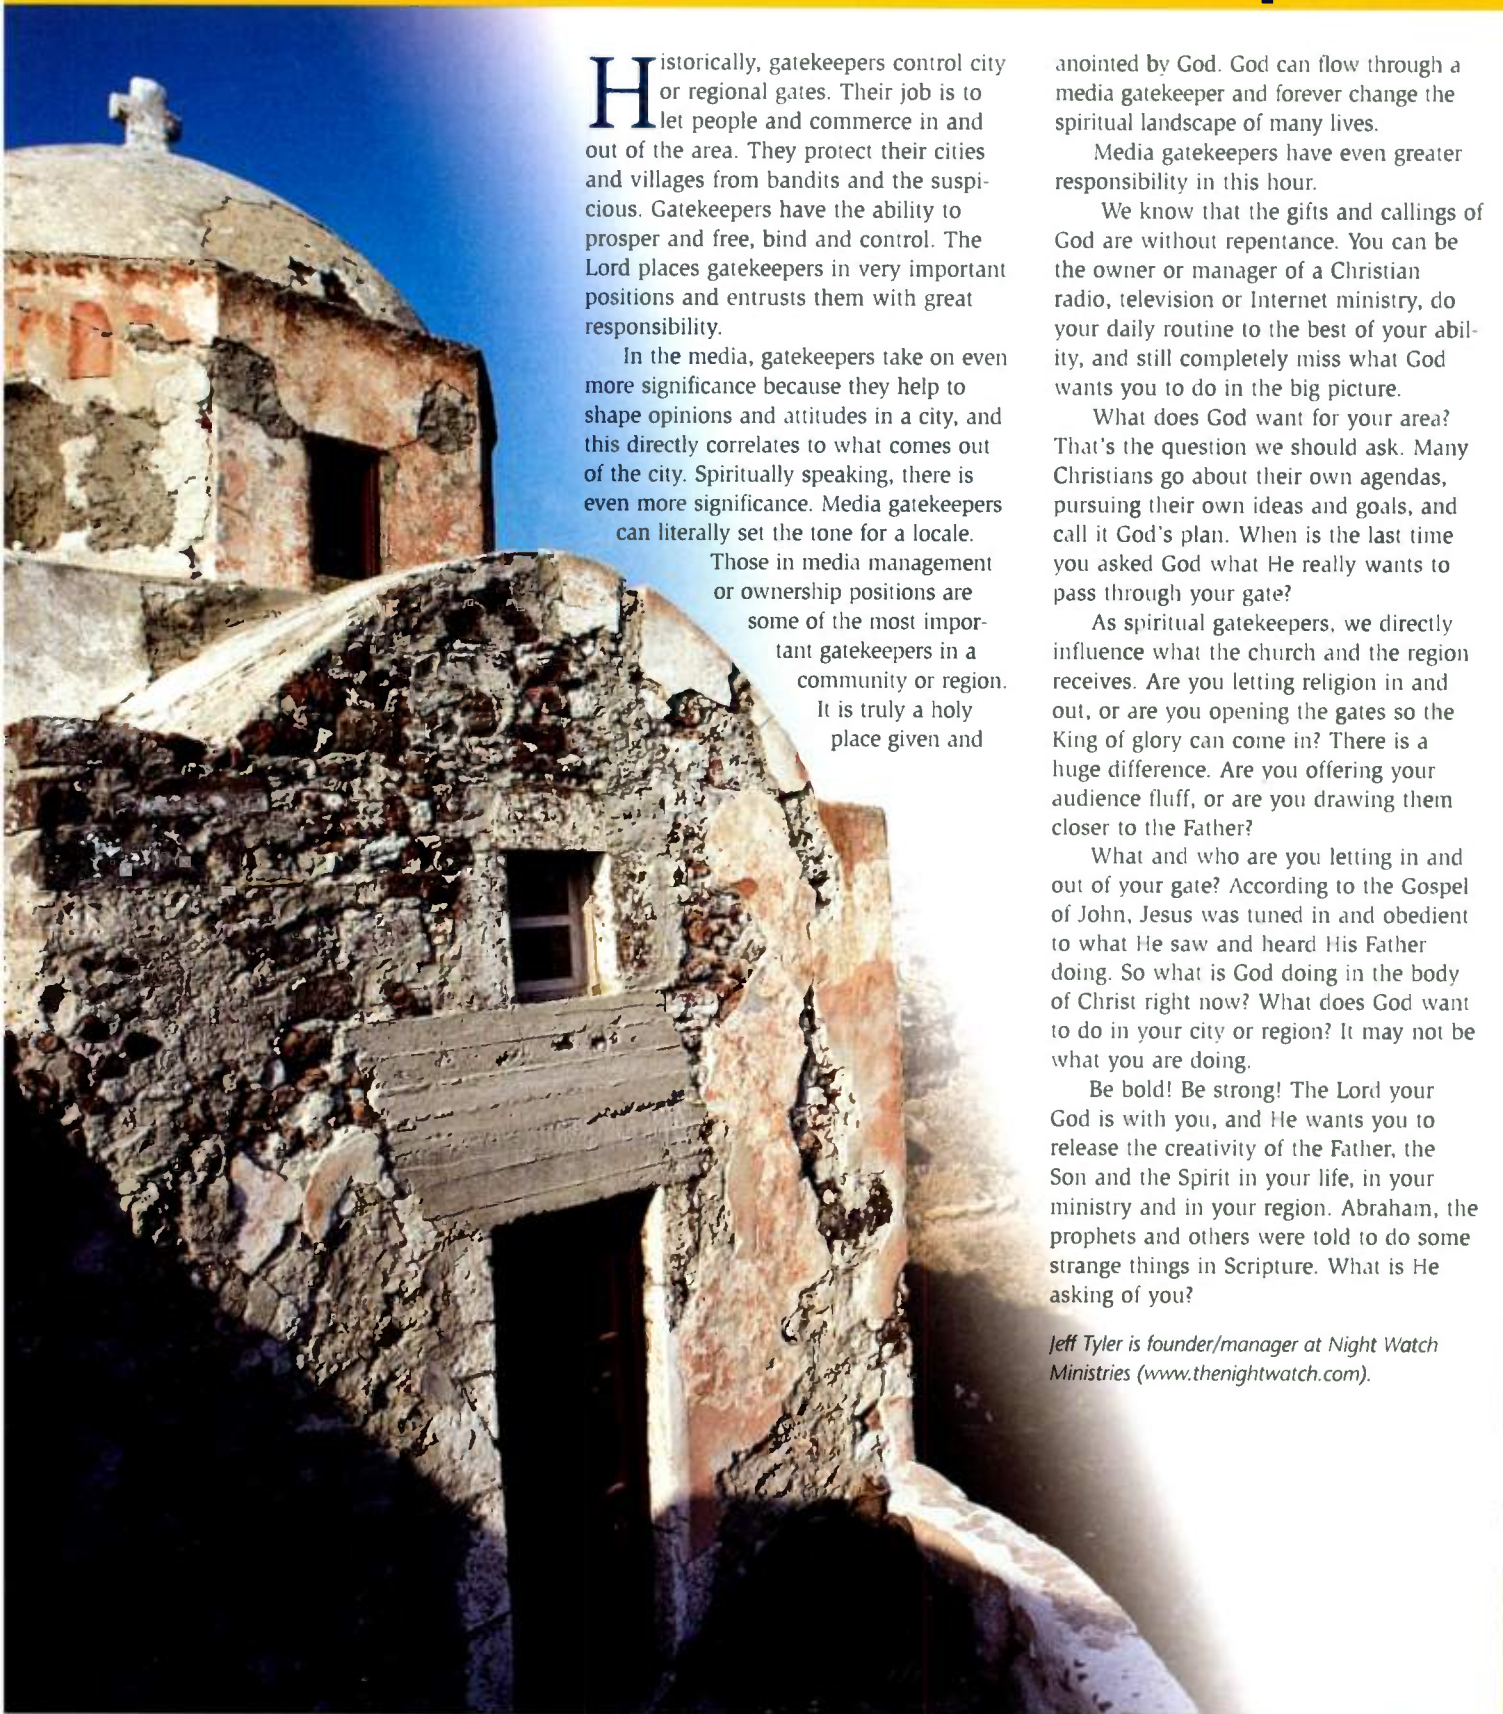 Historically, gatekeepers control city
or regional gates. Their job is to
let people and commerce in and
out of the area. They protect their cities
and villages from bandits and the suspi-
cious. Gatekeepers have the ability to
prosper and free, bind and control. The
Lord places gatekeepers in very important
positions and entrusts them with great
responsibility.
In the media, gatekeepers take on even
more significance because they help to
shape opinions and attitudes in a city, and
this directly correlates to what comes out
of the city. Spiritually speaking, there is
even more significance. Media gatekeepers
can literally set the tone for a locale.
Those in media management
or ownership positions are
some of the most impor-
tant gatekeepers in a
community or region.
It is truly a holy
place given and
anointed by God. God can flow through a
media gatekeeper and forever change the
spiritual landscape of many lives.
Media gatekeepers have even greater
responsibility in this hour.
We know that the gifts and callings of
God are without repentance. You can be
the owner or manager of a Christian
radio, television or Internet ministry, do
your daily routine to the best of your abil-
ity, and still completely miss what God
wants you to do in the big picture.
What does God want for your area?
That's the question we should ask. Many
Christians go about their own agendas,
pursuing their own ideas and goals, and
call it God's plan. When is the last time
you asked God what He really wants to
pass through your gate?
As spiritual gatekeepers, we directly
influence what the church and the region
receives. Are you letting religion in and
out, or are you opening the gates so the
King of glory can come in? There is a
huge difference. Are you offering your
audience fluff, or are you drawing them
closer to the Father?
What and who are you letting in and
out of your gate? According to the Gospel
of John, Jesus was tuned in and obedient
to what He saw and heard His Father
doing. So what is God doing in the body
of Christ right now? What does God want
to do in your city or region? It may not be
what you are doing.
Be bold! Be strong! The Lord your
God is with you, and He wants you to
release the creativity of the Father, the
Son and the Spirit in your life, in your
ministry and in your region. Abraham, the
prophets and others were told to do some
strange things in Scripture. What is He
asking of you?
Jeff Tyler is founder/manager at Night Watch
Ministries (www.thenightwatch.com).